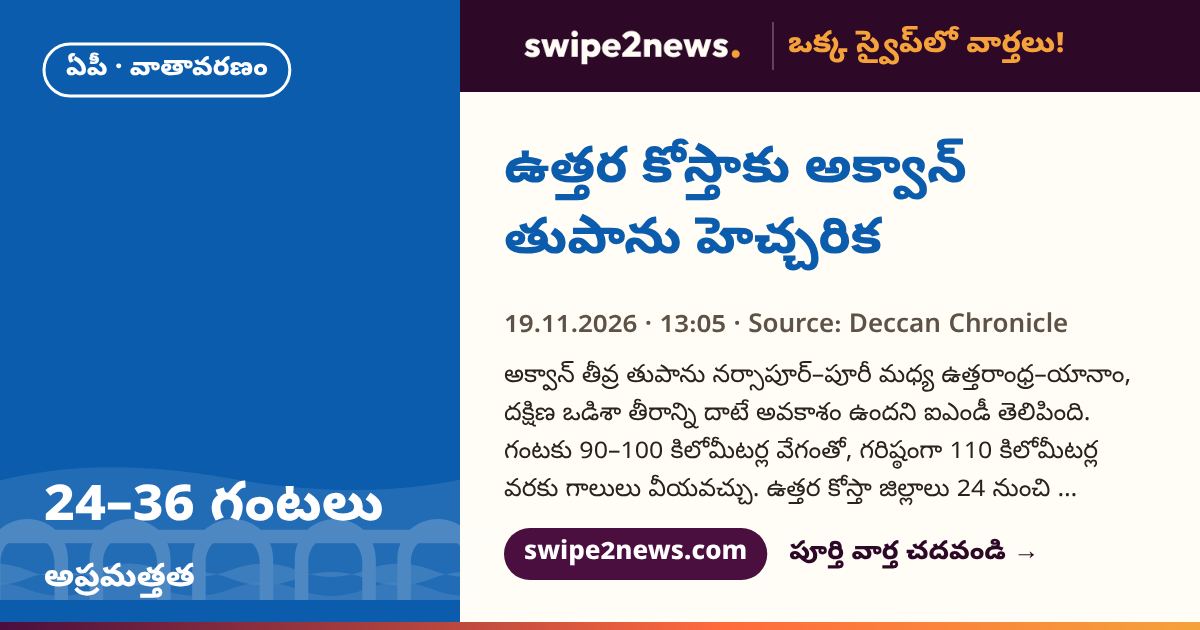 ఏపీ · వాతావరణం
24–36 గంటలు
అప్రమత్తత
swipe2news. ఒక్క స్వైప్‌లో వార్తలు!
ఉత్తర కోస్తాకు అక్వాన్
తుపాను హెచ్చరిక
19.11.2026 · 13:05 · Source: Deccan Chronicle
అక్వాన్ తీవ్ర తుపాను నర్సాపూర్–పూరీ మధ్య ఉత్తరాంధ్ర–యానాం,
దక్షిణ ఒడిశా తీరాన్ని దాటే అవకాశం ఉందని ఐఎండీ తెలిపింది.
గంటకు 90–100 కిలోమీటర్ల వేగంతో, గరిష్ఠంగా 110 కిలోమీటర్ల
వరకు గాలులు వీయవచ్చు. ఉత్తర కోస్తా జిల్లాలు 24 నుంచి ...
swipe2news.com పూర్తి వార్త చదవండి →